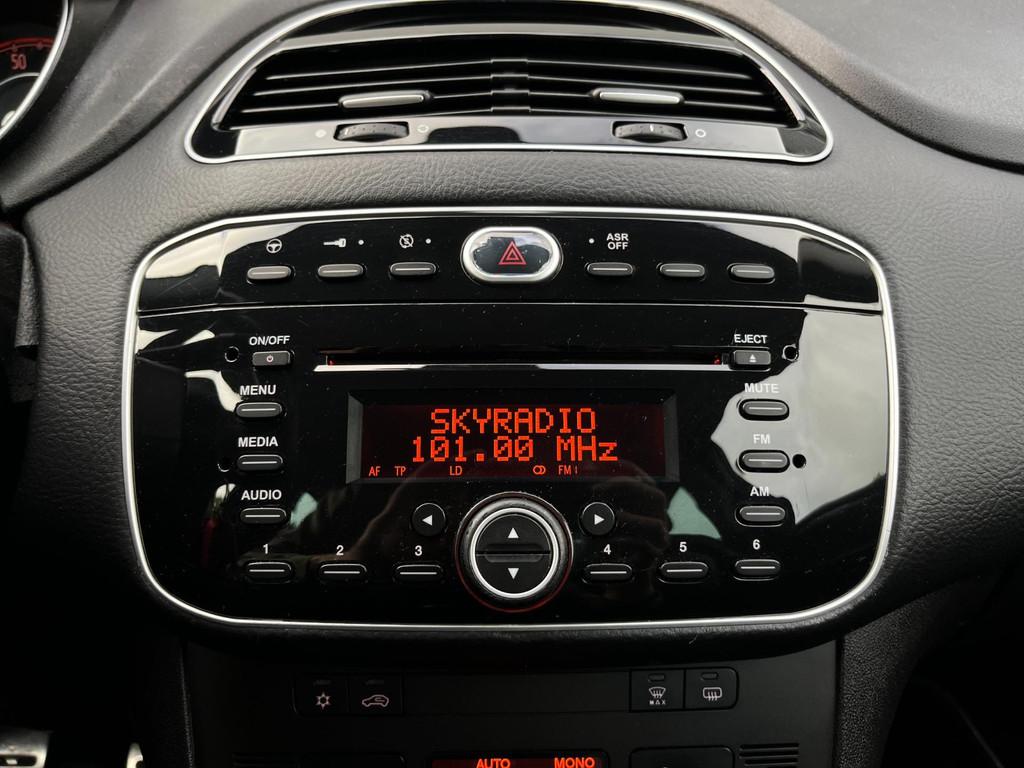 50
ASR
OFF
ON/OFF
EJECT
MENU
MUTE
SKYRADIO
101.00 MHz
MEDIA
FM
AF TP LD FM1
AUDIO
AM
1 2 3 4 5 6
MAX
AUTO MONO